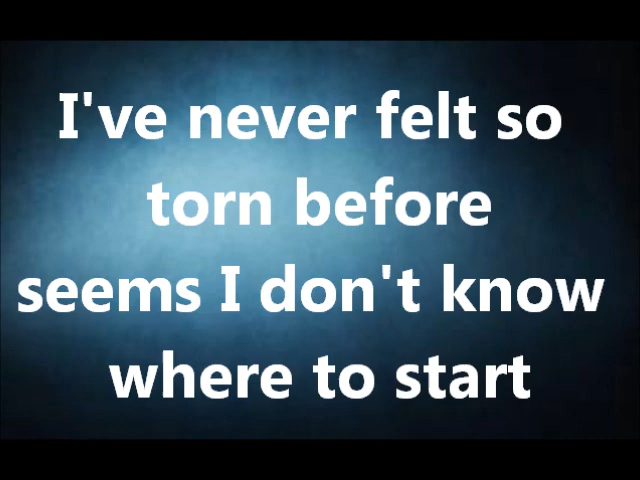 I've never felt so
torn before
seems I don't know
where to start